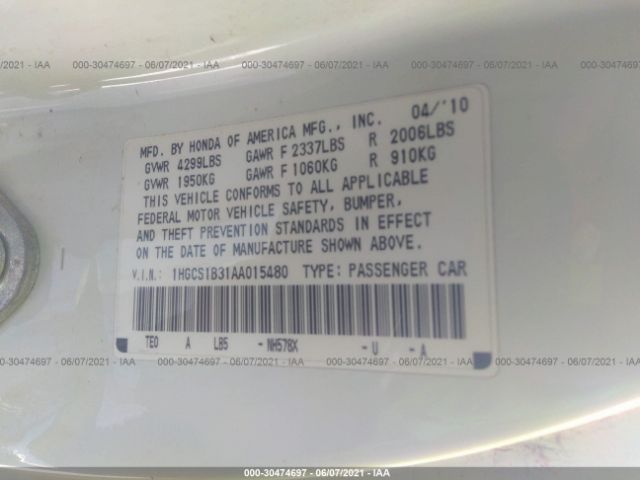 06/07/2021 - IAA 000-30474697 - 06/07/2021 - IAA 000-30474697 - 06/07/2021 - IAA 000-30474697 - 06
MFD. BY HONDA OF AMERICA MFG., INC. 04/'10
GVWR 4299LBS GAWR F 2337LBS R 2006LBS
GVWR 1950KG GAWR F 1060KG R 910KG
THIS VEHICLE CONFORMS TO ALL APPLICABLE
FEDERAL MOTOR VEHICLE SAFETY, BUMPER,
AND THEFT PREVENTION STANDARDS IN EFFECT
ON THE DATE OF MANUFACTURE SHOWN ABOVE.
V.I.N.: 1HGCS1B31AA015480 TYPE: PASSENGER CAR
TE0 A LB5 - NH578X - U - A
06/07/2021 - IAA 000-30474697 - 06/07/2021 - IAA 000-30474697 - 06/07/2021 - IAA 000-30474697 - 06
000-30474697 - 06/07/2021 - IAA